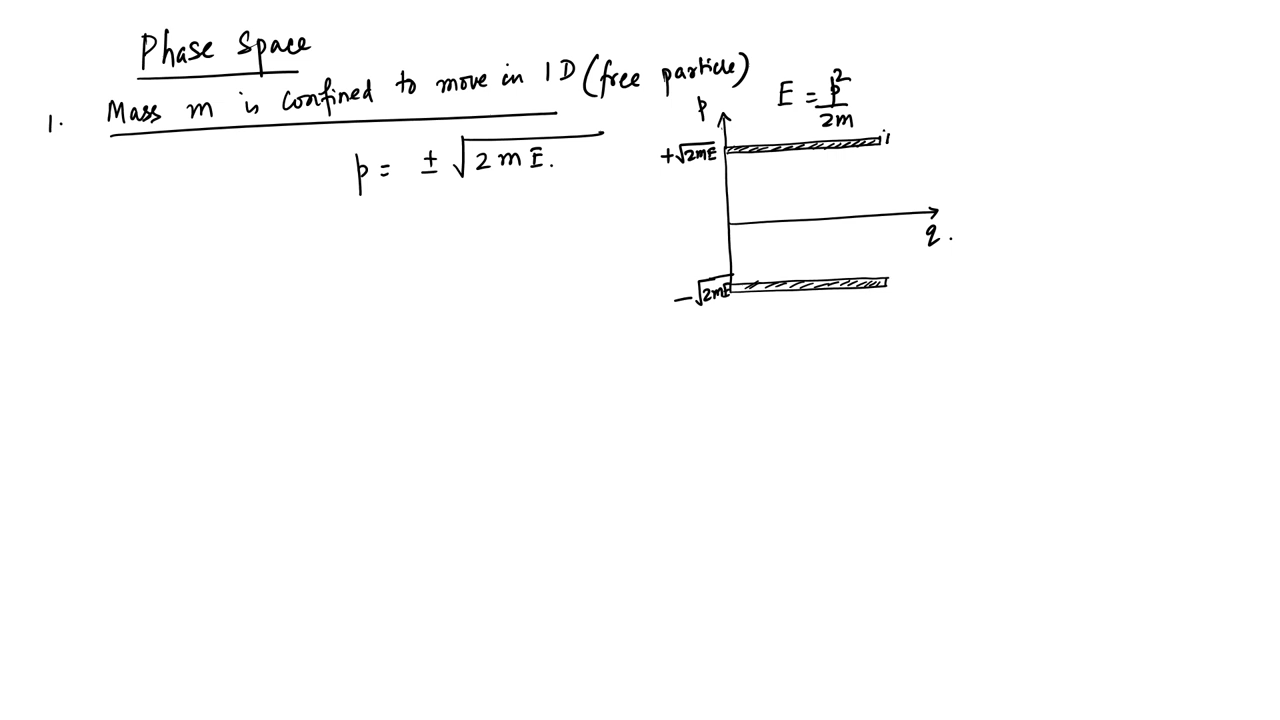 Phase Space
1. Mass m is confined to move in 1D (free particle)
p = ± √2mE.
E = p²/2m
p
+√2mE
q.
-√2mE